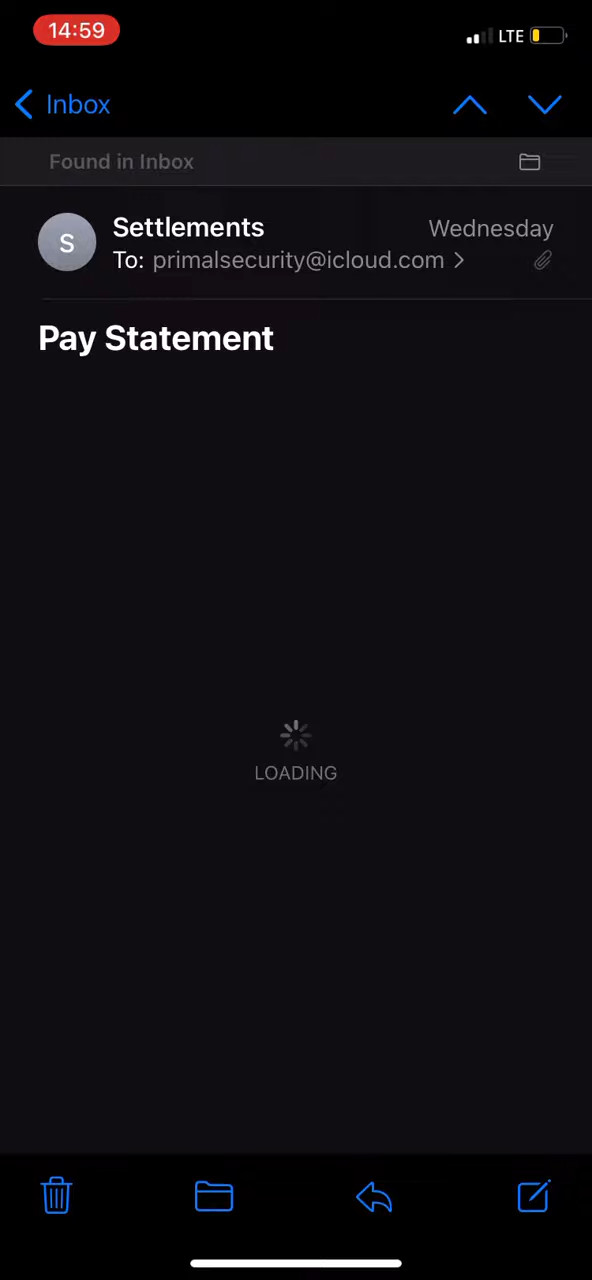 14:59
LTE
Inbox
Found in Inbox
S
Settlements
Wednesday
To: primalsecurity@icloud.com
Pay Statement
LOADING